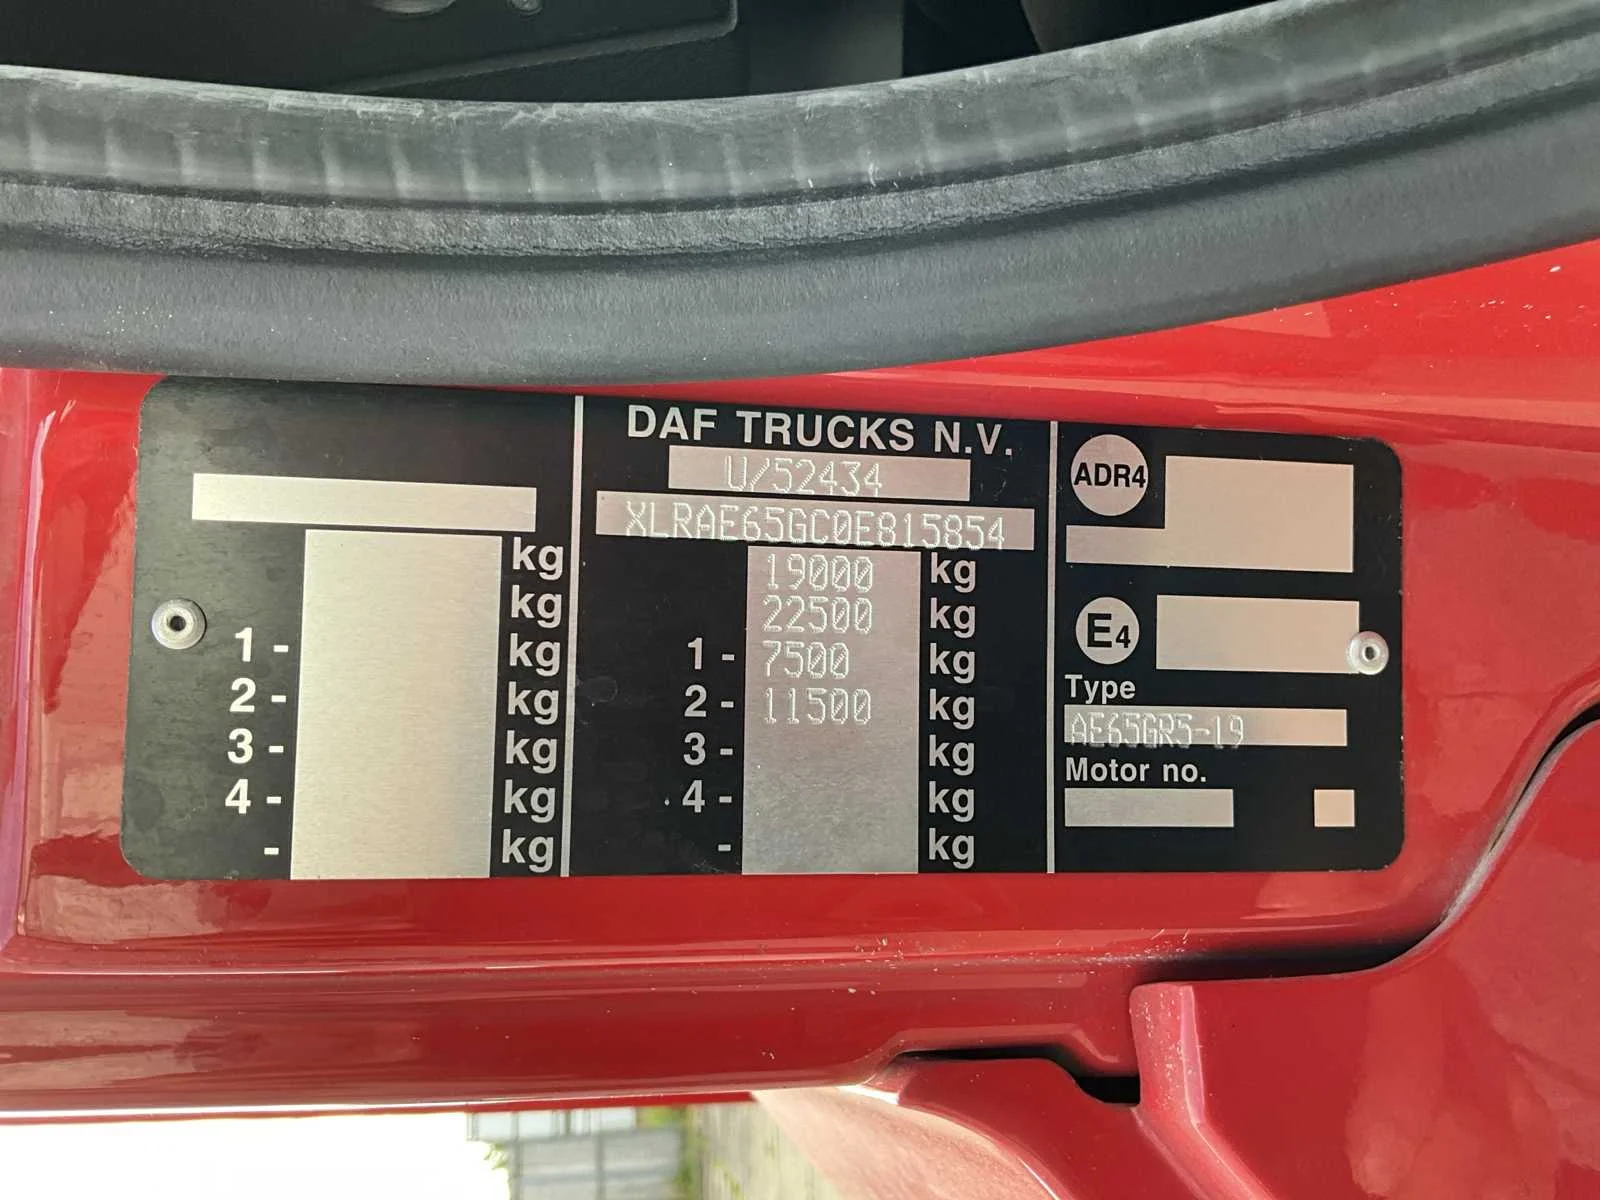 DAF TRUCKS N.V.
U/52434
XLRAE65GC0E815854
kg
kg
1 - kg
2 - kg
3 - kg
4 - kg
- kg
19000 kg
22500 kg
1 - 7500 kg
2 - 11500 kg
3 - kg
4 - kg
- kg
ADR4
E4
Type
AE65GR5-19
Motor no.